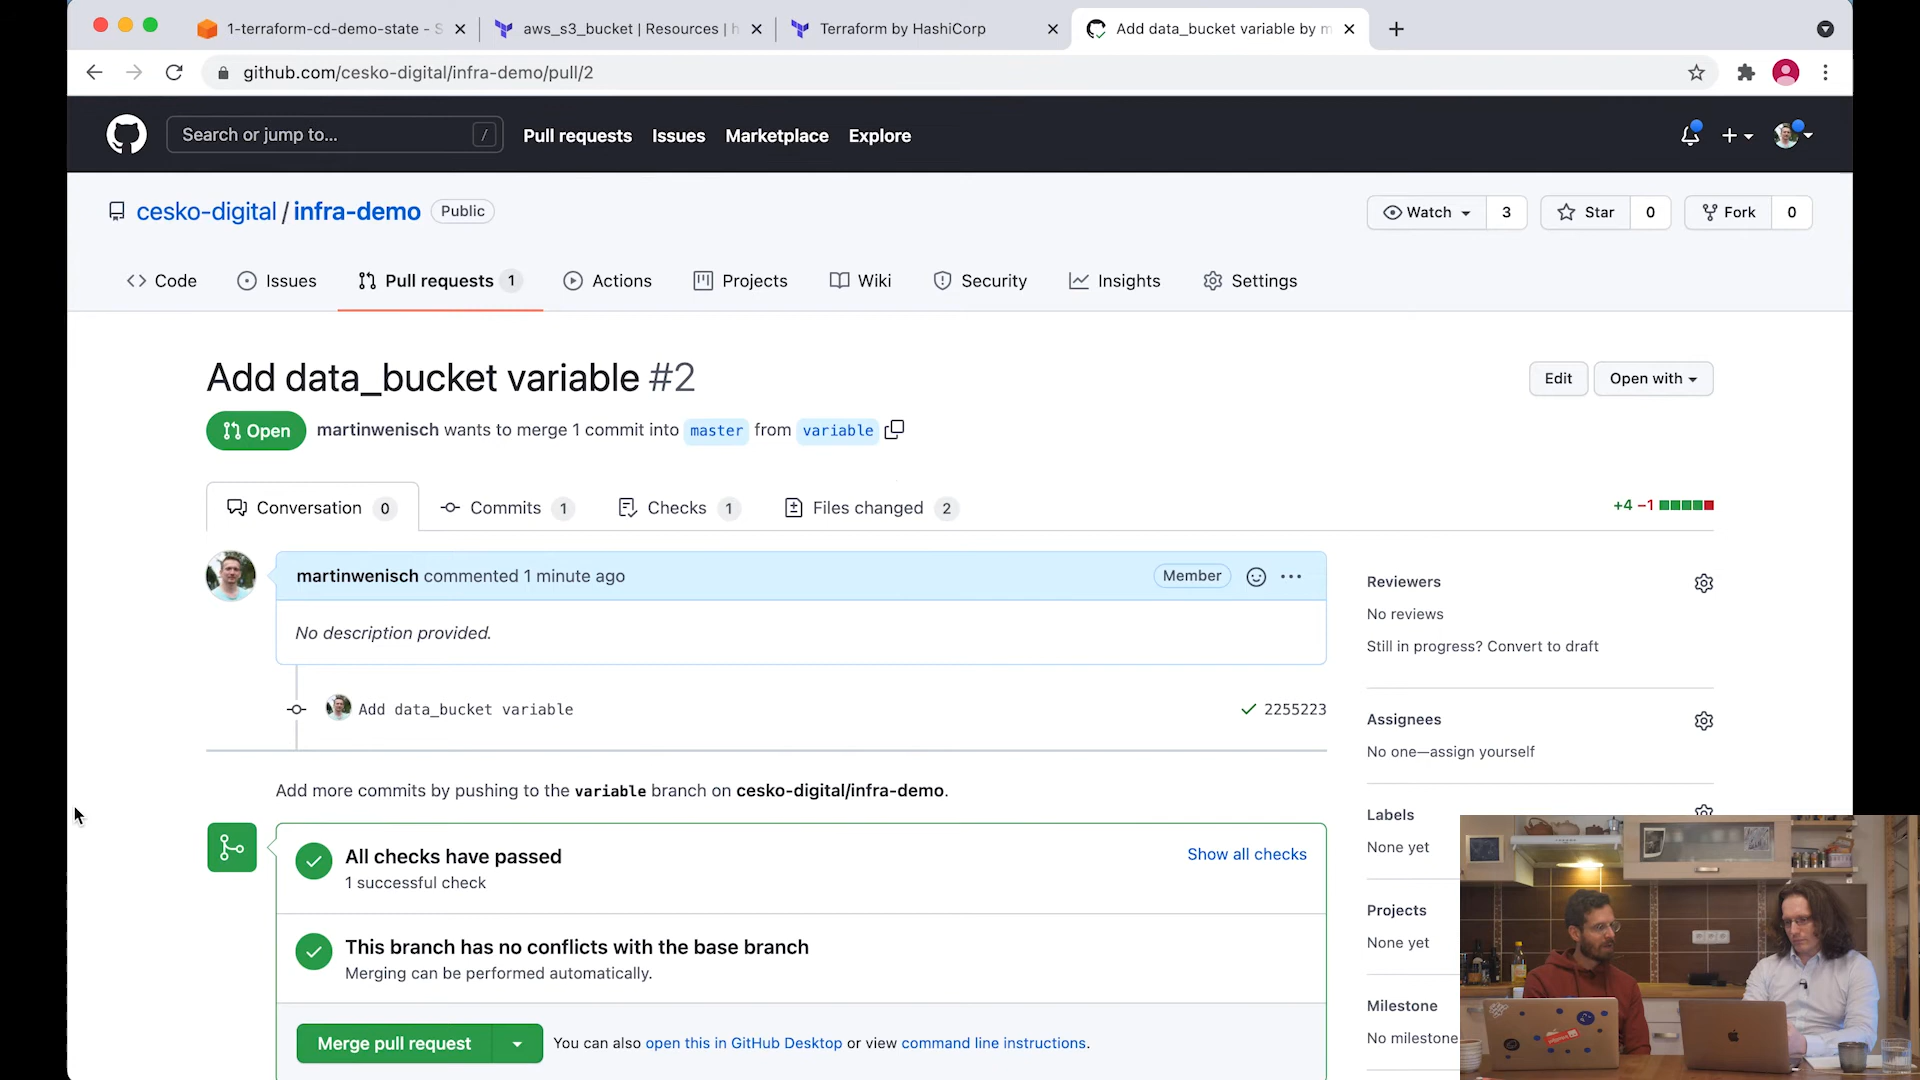 1-terraform-cd-demo-state - S
aws_s3_bucket | Resources | h
Terraform by HashiCorp
Add data_bucket variable by m
github.com/cesko-digital/infra-demo/pull/2
Search or jump to...
/
Pull requests
Issues
Marketplace
Explore
cesko-digital / infra-demo
Public
Watch 3
Star 0
Fork 0
Code
Issues
Pull requests 1
Actions
Projects
Wiki
Security
Insights
Settings
Add data_bucket variable #2
Edit
Open with
Open
martinwenisch wants to merge 1 commit into master from variable
Conversation 0
Commits 1
Checks 1
Files changed 2
+4 −1
martinwenisch commented 1 minute ago
Member
No description provided.
Add data_bucket variable
2255223
Add more commits by pushing to the variable branch on cesko-digital/infra-demo.
All checks have passed
1 successful check
Show all checks
This branch has no conflicts with the base branch
Merging can be performed automatically.
Merge pull request
You can also open this in GitHub Desktop or view command line instructions.
Reviewers
No reviews
Still in progress? Convert to draft
Assignees
No one—assign yourself
Labels
None yet
Projects
None yet
Milestone
No milestone